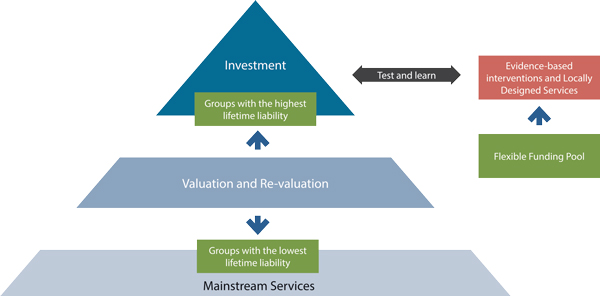 Investment
Groups with the highest
lifetime liability
Test and learn
Evidence-based
interventions and Locally
Designed Services
Flexible Funding Pool
Valuation and Re-valuation
Groups with the lowest
lifetime liability
Mainstream Services